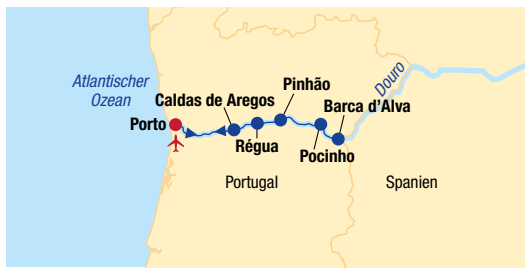 Atlantischer
Ozean
Douro
Pinhão
Caldas de Aregos
Barca d'Alva
Porto
Régua
Pocinho
Portugal
Spanien